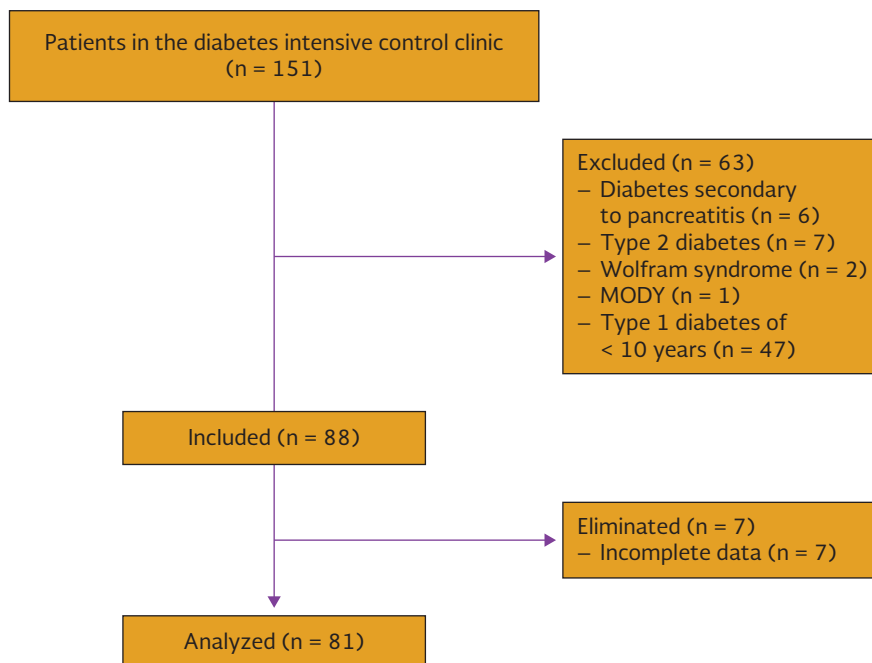 Patients in the diabetes intensive control clinic
(n = 151)
Excluded (n = 63)
– Diabetes secondary
to pancreatitis (n = 6)
– Type 2 diabetes (n = 7)
– Wolfram syndrome (n = 2)
– MODY (n = 1)
– Type 1 diabetes of
< 10 years (n = 47)
Included (n = 88)
Eliminated (n = 7)
– Incomplete data (n = 7)
Analyzed (n = 81)